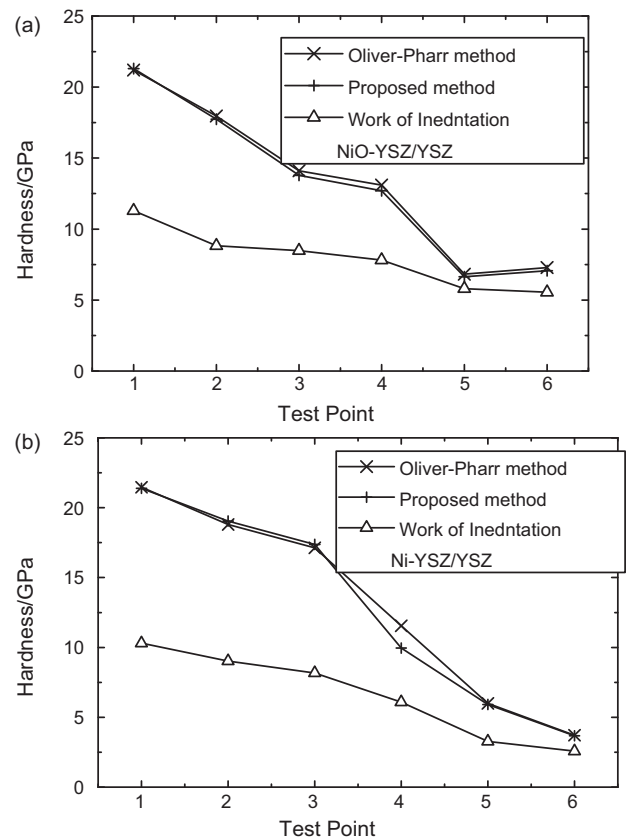 (a)
25
20
15
10
5
0
Hardness/GPa
Oliver-Pharr method
Proposed method
Work of Inedntation
NiO-YSZ/YSZ
1 2 3 4 5 6
Test Point
(b)
25
20
15
10
5
0
Hardness/GPa
Oliver-Pharr method
Proposed method
Work of Inedntation
Ni-YSZ/YSZ
1 2 3 4 5 6
Test Point